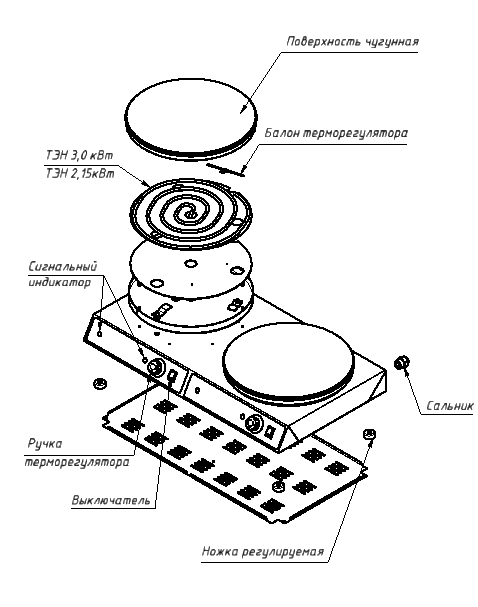 Поверхность чугунная
Балон терморегулятора
ТЭН 3,0 кВт
ТЭН 2,15кВт
Сигнальный
индикатор
Сальник
Ручка
терморегулятора
Выключатель
Ножка регулируемая